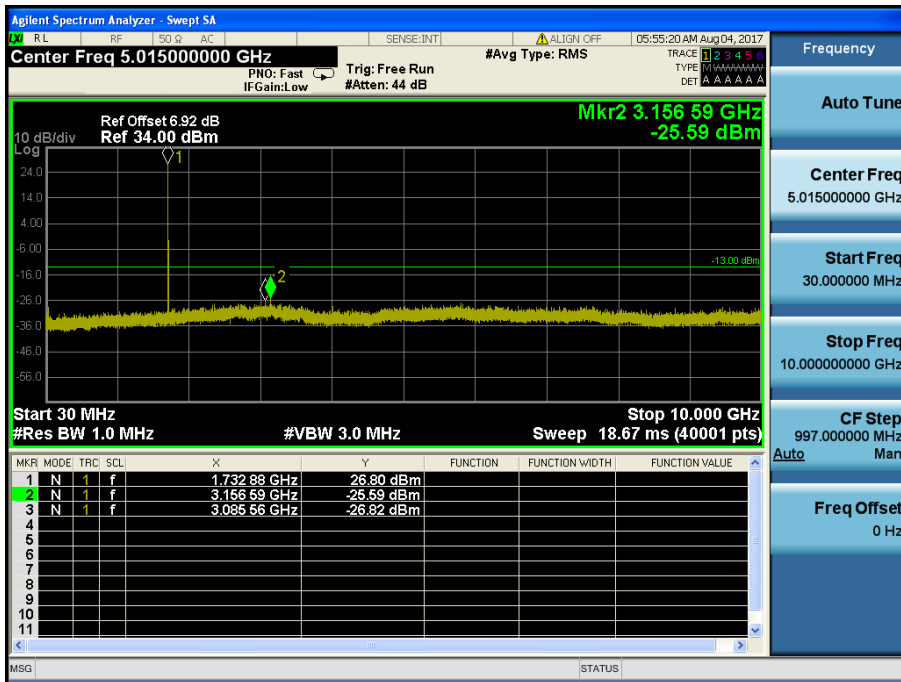 Agilent Spectrum Analyzer - Swept SA
LXI RL RF 50 Ω AC SENSE:INT ALIGN OFF 05:55:20 AM Aug 04, 2017
Center Freq 5.015000000 GHz
PNO: Fast
IFGain:Low
Trig: Free Run
#Atten: 44 dB
#Avg Type: RMS
TRACE 1 2 3 4 5 6
TYPE M WWWWW
DET A A A A A A
Mkr2 3.156 59 GHz
-25.59 dBm
Ref Offset 6.92 dB
10 dB/div Ref 34.00 dBm
Log
1
24.0
14.0
4.00
-6.00
-13.00 dBm
-16.0
2
-26.0
-36.0
-46.0
-56.0
Start 30 MHz Stop 10.000 GHz
#Res BW 1.0 MHz #VBW 3.0 MHz Sweep 18.67 ms (40001 pts)
MKR MODE TRC SCL X Y FUNCTION FUNCTION WIDTH FUNCTION VALUE
1 N 1 f 1.732 88 GHz 26.80 dBm
2 N 1 f 3.156 59 GHz -25.59 dBm
3 N 1 f 3.085 56 GHz -26.82 dBm
4
5
6
7
8
9
10
11
MSG STATUS
Frequency
Auto Tune
Center Freq
5.015000000 GHz
Start Freq
30.000000 MHz
Stop Freq
10.000000000 GHz
CF Step
997.000000 MHz
Auto Man
Freq Offset
0 Hz